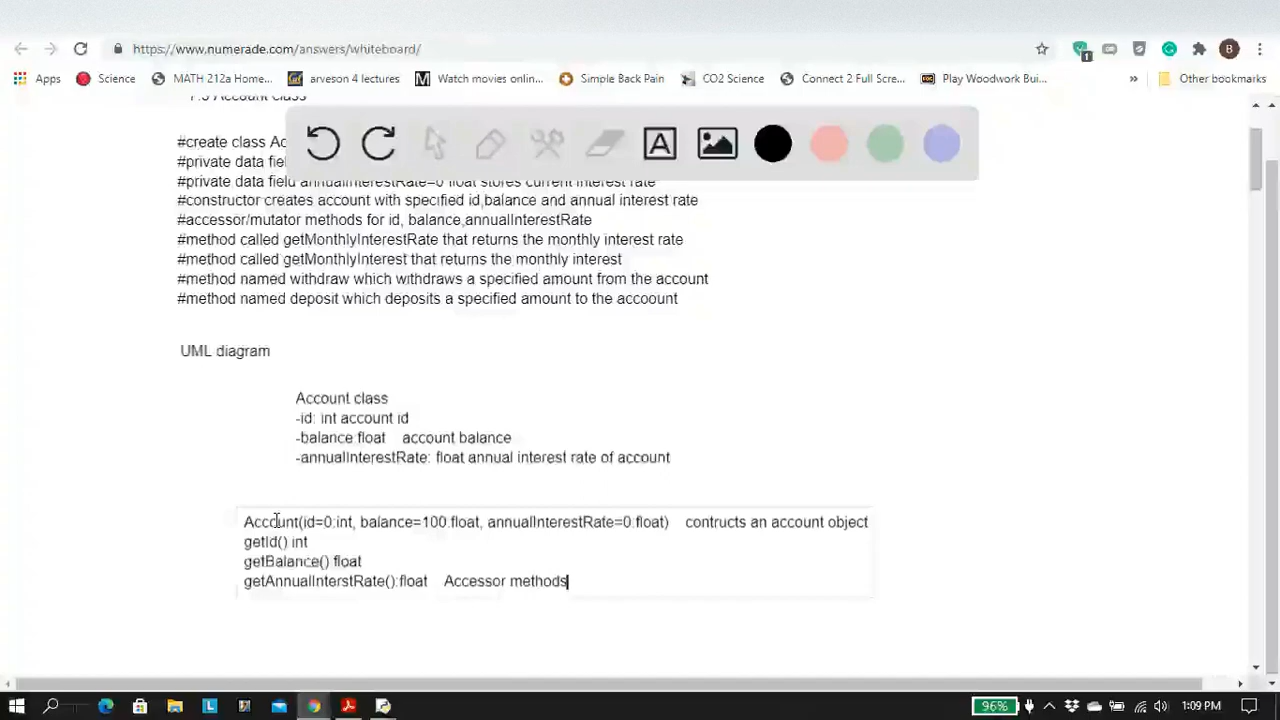 https://www.numerade.com/answers/whiteboard/
B
1
Apps Science MATH 212a Home... arveson 4 lectures Watch movies onlin... Simple Back Pain CO2 Science Connect 2 Full Scre... Play Woodwork Bui... » Other bookmarks
Account class
#create class Ac
#private data fiel
#private data field annualInterestRate=0 float stores current interest rate
#constructor creates account with specified id,balance and annual interest rate
#accessor/mutator methods for id, balance,annualInterestRate
#method called getMonthlyInterestRate that returns the monthly interest rate
#method called getMonthlyInterest that returns the monthly interest
#method named withdraw which withdraws a specified amount from the account
#method named deposit which deposits a specified amount to the accoount
UML diagram
Account class
-id: int account id
-balance float account balance
-annualInterestRate: float annual interest rate of account
Account(id=0:int, balance=100:float, annualInterestRate=0:float) contructs an account object
getId() int
getBalance() float
getAnnualInterstRate():float Accessor methods
96%
1:09 PM